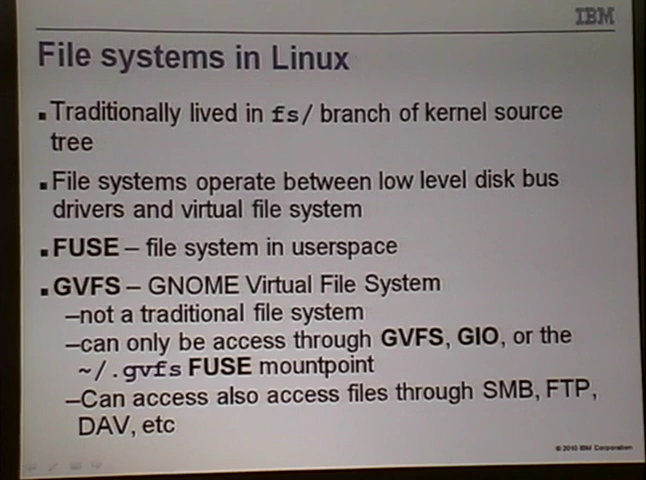 IBM
File systems in Linux
Traditionally lived in fs/ branch of kernel source
tree
File systems operate between low level disk bus
drivers and virtual file system
FUSE – file system in userspace
GVFS – GNOME Virtual File System
–not a traditional file system
–can only be access through GVFS, GIO, or the
~/.gvfs FUSE mountpoint
–Can access also access files through SMB, FTP,
DAV, etc
© 2010 IBM Corporation